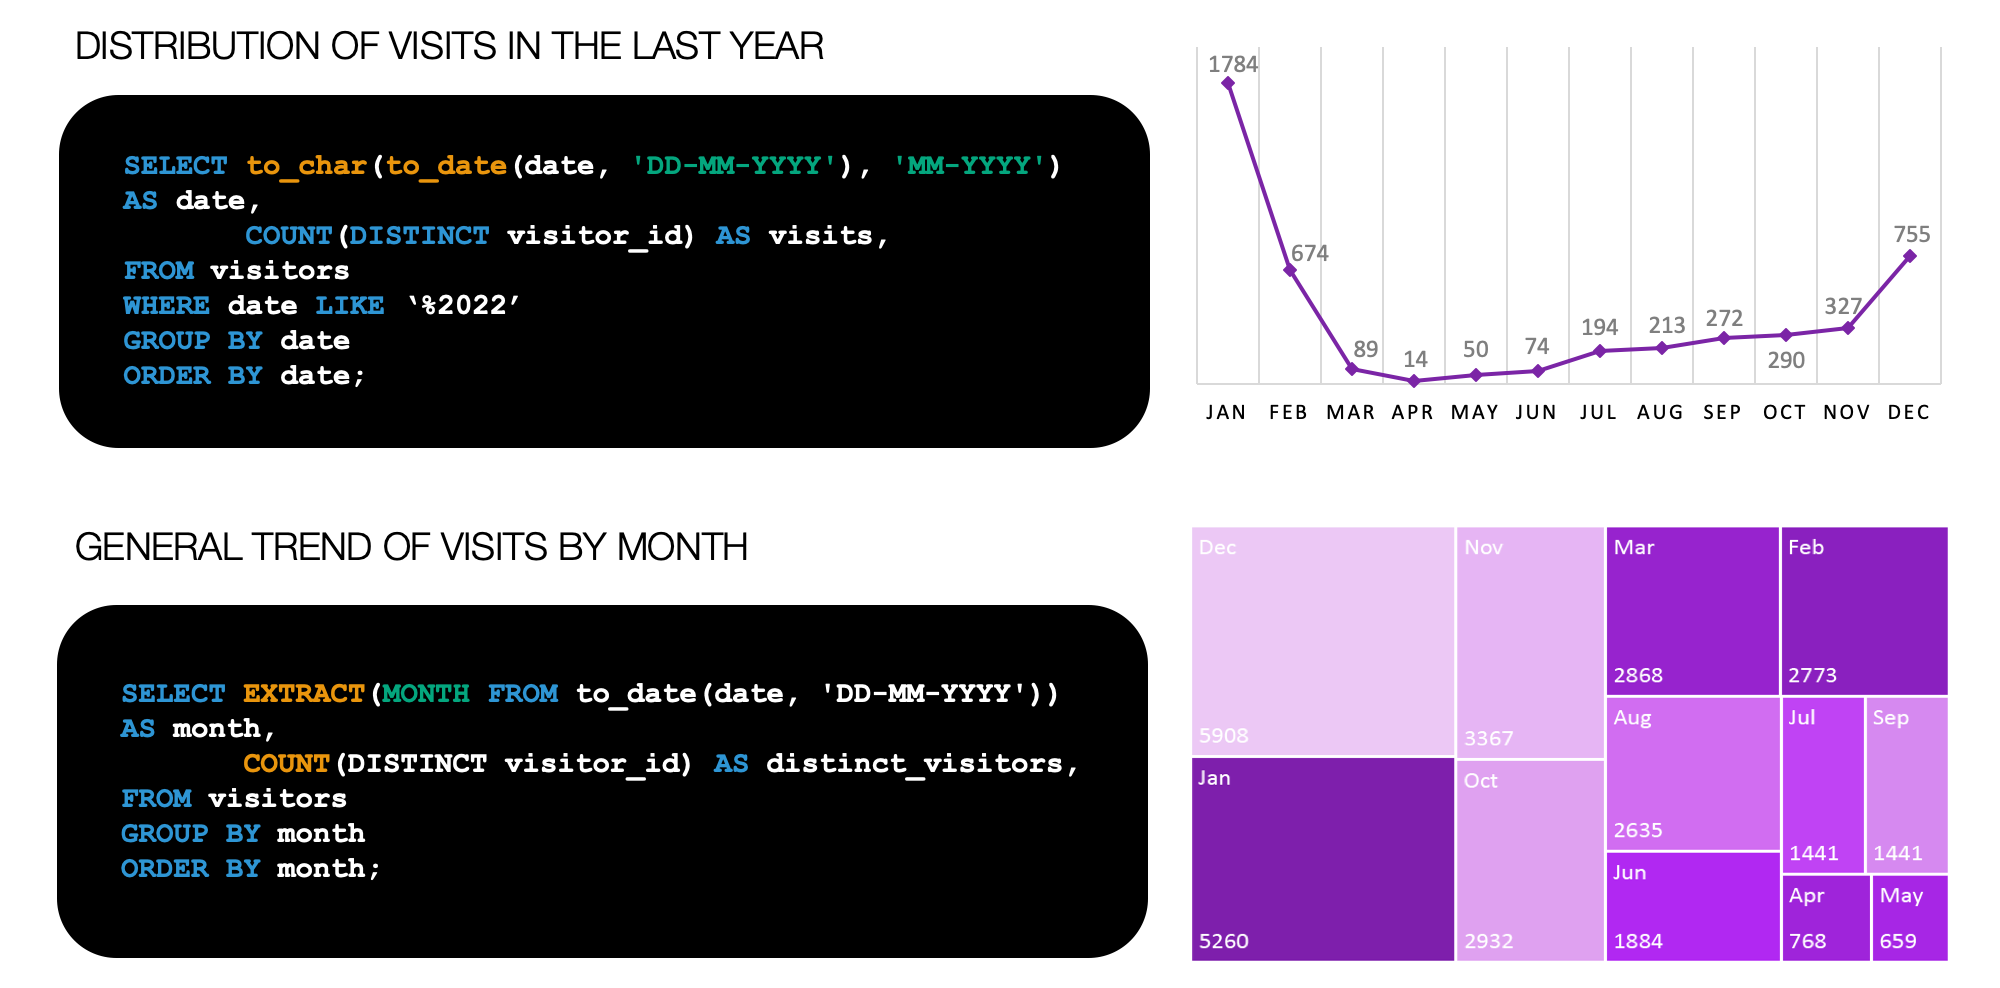 DISTRIBUTION OF VISITS IN THE LAST YEAR
SELECT to_char(to_date(date, 'DD-MM-YYYY'), 'MM-YYYY')
AS date,
COUNT(DISTINCT visitor_id) AS visits,
FROM visitors
WHERE date LIKE ‘%2022’
GROUP BY date
ORDER BY date;
1784
674
89
14
50
74
194
213
272
290
327
755
JAN FEB MAR APR MAY JUN JUL AUG SEP OCT NOV DEC
GENERAL TREND OF VISITS BY MONTH
SELECT EXTRACT(MONTH FROM to_date(date, 'DD-MM-YYYY'))
AS month,
COUNT(DISTINCT visitor_id) AS distinct_visitors,
FROM visitors
GROUP BY month
ORDER BY month;
Dec
5908
Jan
5260
Nov
3367
Oct
2932
Mar
2868
Feb
2773
Aug
2635
Jun
1884
Jul
1441
Sep
1441
Apr
768
May
659